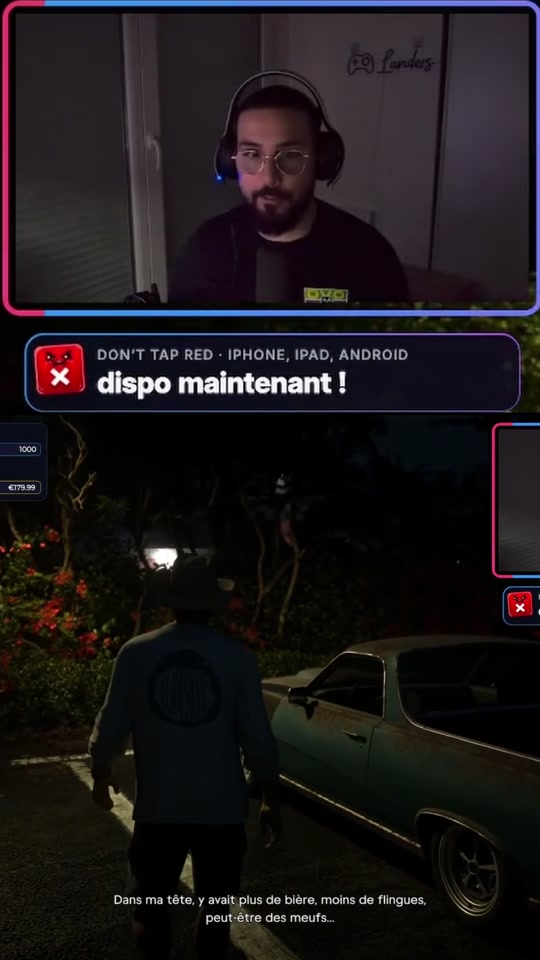 Landers
OVO
DON'T TAP RED · IPHONE, IPAD, ANDROID
dispo maintenant !
1000
€179.99
Dans ma tête, y avait plus de bière, moins de flingues,
peut-être des meufs...